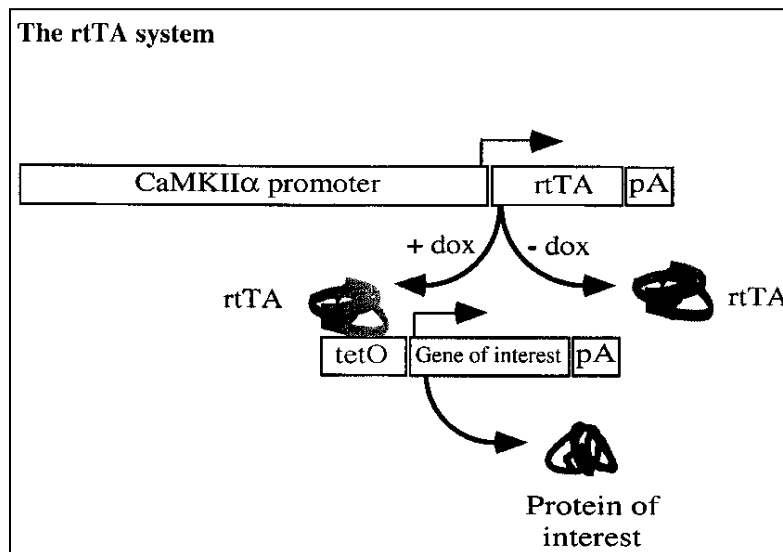 The rtTA system
CaMKIIα promoter
rtTA
pA
+ dox
- dox
rtTA
rtTA
tetO
Gene of interest
pA
Protein of
interest